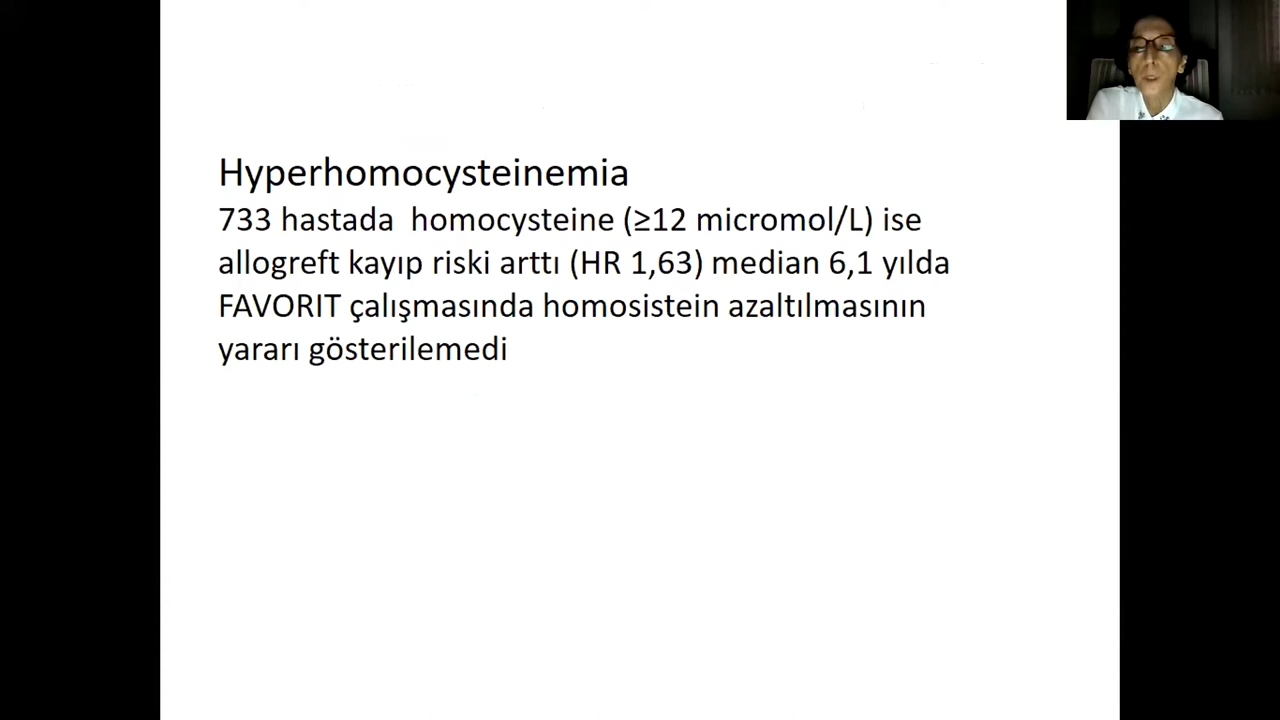 Hyperhomocysteinemia
733 hastada  homocysteine (≥12 micromol/L) ise
allogreft kayıp riski arttı (HR 1,63) median 6,1 yılda
FAVORIT çalışmasında homosistein azaltılmasının
yararı gösterilemedi